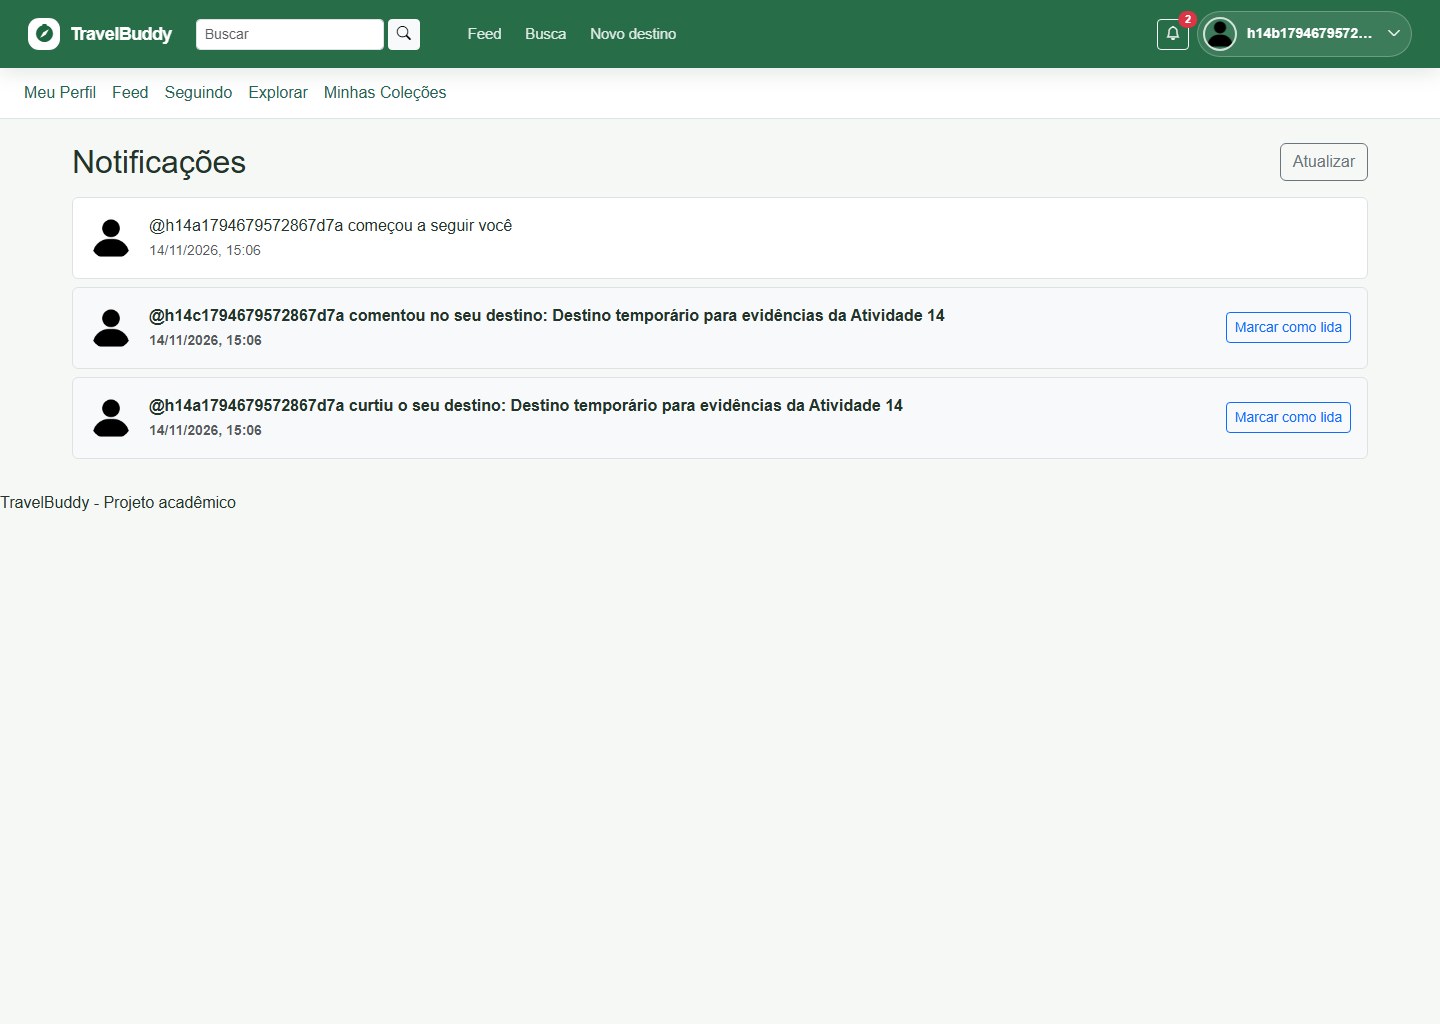 TravelBuddy
Buscar
Feed Busca Novo destino
2
h14b1794679572...
Meu Perfil Feed Seguindo Explorar Minhas Coleções
Notificações
Atualizar
@h14a1794679572867d7a começou a seguir você
14/11/2026, 15:06
@h14c1794679572867d7a comentou no seu destino: Destino temporário para evidências da Atividade 14
14/11/2026, 15:06
Marcar como lida
@h14a1794679572867d7a curtiu o seu destino: Destino temporário para evidências da Atividade 14
14/11/2026, 15:06
Marcar como lida
TravelBuddy - Projeto acadêmico